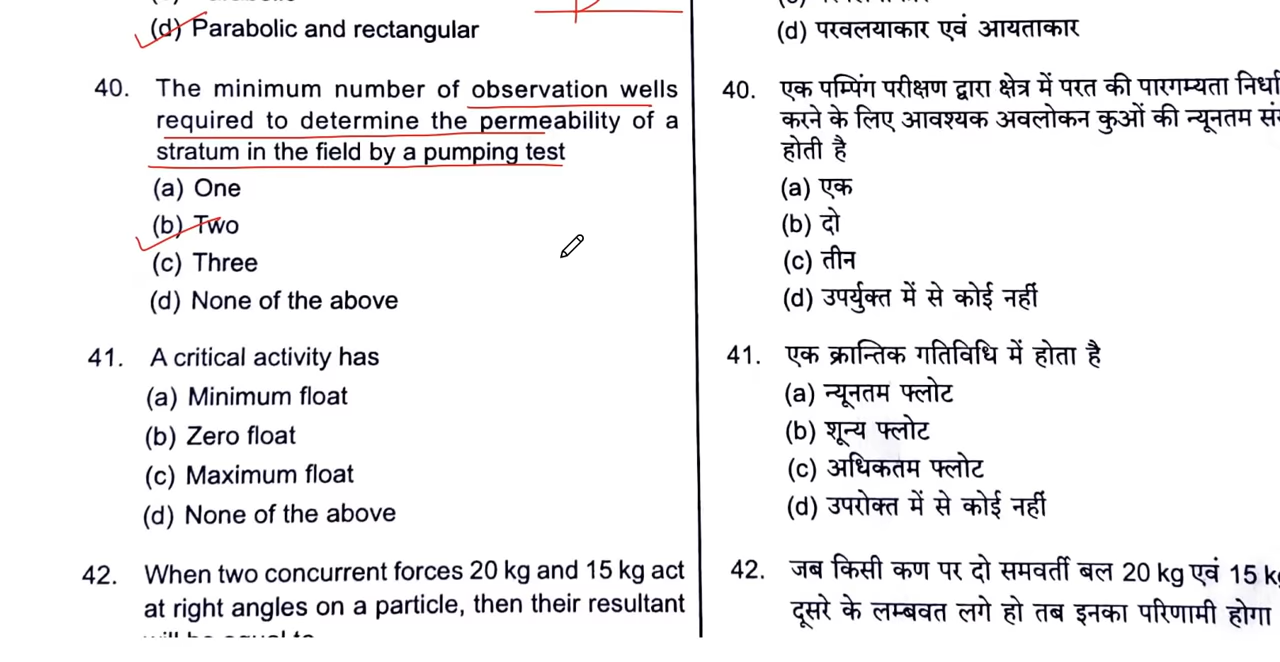 (d) Parabolic and rectangular
40. The minimum number of observation wells
required to determine the permeability of a
stratum in the field by a pumping test
(a) One
(b) Two
(c) Three
(d) None of the above
41. A critical activity has
(a) Minimum float
(b) Zero float
(c) Maximum float
(d) None of the above
42. When two concurrent forces 20 kg and 15 kg act
at right angles on a particle, then their resultant
(d) परवलयाकार एवं आयताकार
40. एक पम्पिंग परीक्षण द्वारा क्षेत्र में परत की पारगम्यता
करने के लिए आवश्यक अवलोकन कुओं की न्यूनतम
होती है
(a) एक
(b) दो
(c) तीन
(d) उपर्युक्त में से कोई नहीं
41. एक क्रान्तिक गतिविधि में होता है
(a) न्यूनतम फ्लोट
(b) शून्य फ्लोट
(c) अधिकतम फ्लोट
(d) उपरोक्त में से कोई नहीं
42. जब किसी कण पर दो समवर्ती बल 20 kg एवं 15
दूसरे के लम्बवत लगे हो तब इनका परिणामी होगा